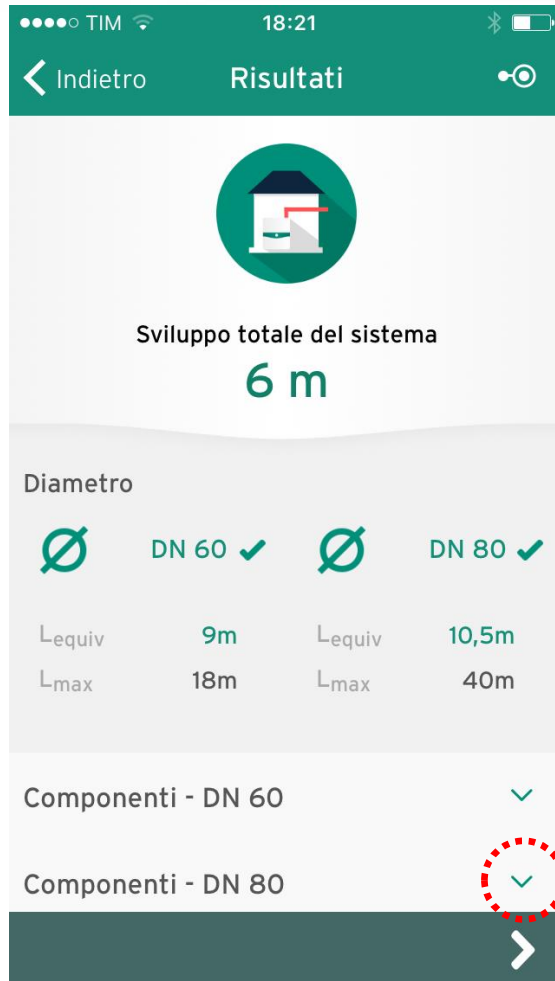 TIM 18:21
Indietro Risultati
Sviluppo totale del sistema
6 m
Diametro
DN 60 DN 80
Lequiv 9m Lequiv 10,5m
Lmax 18m Lmax 40m
Componenti - DN 60
Componenti - DN 80